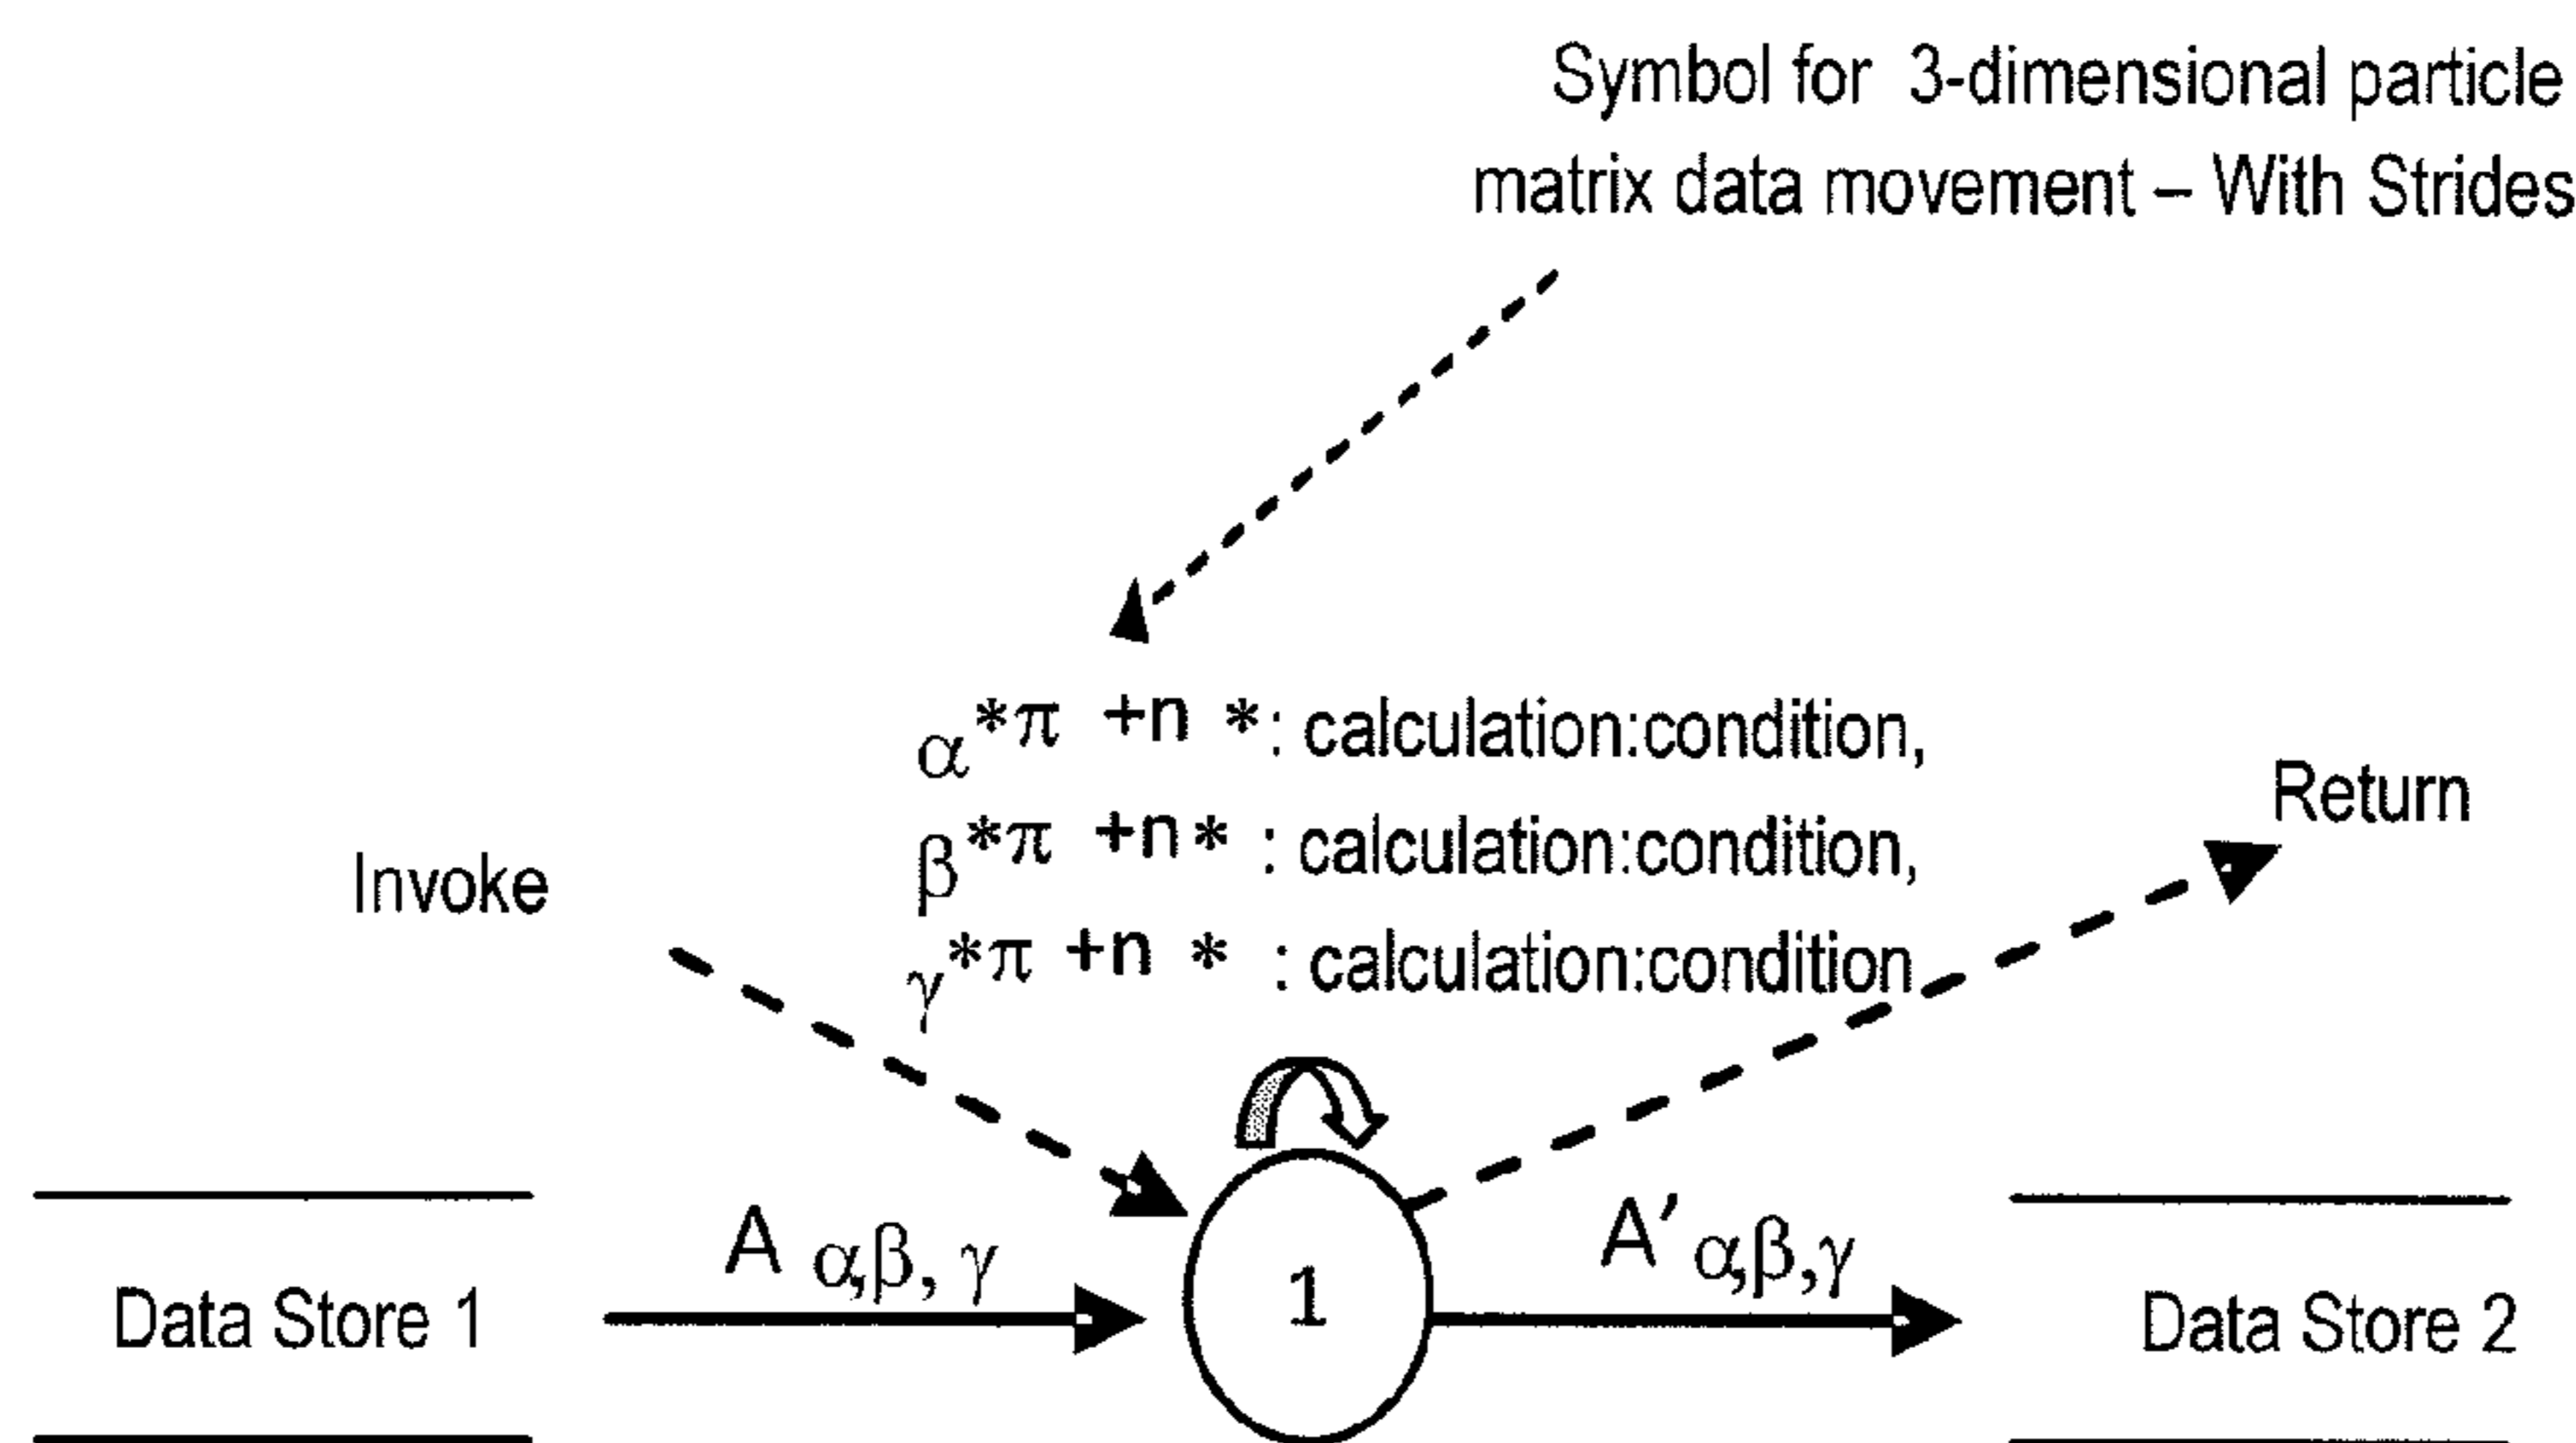 Symbol for 3-dimensional particle
matrix data movement – With Strides
α*π +n *: calculation:condition,
β*π +n* : calculation:condition,
γ*π +n * : calculation:condition
Invoke
Return
A α,β, γ
A′ α,β,γ
Data Store 1
1
Data Store 2